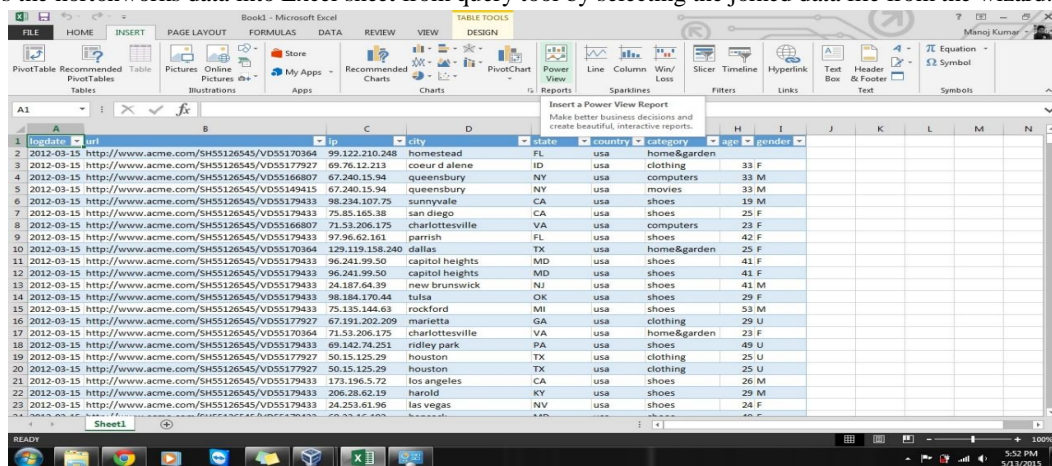 the hortonworks data into Excel sheet from query tool by selecting the joined data file from the wizard.
Book1 - Microsoft Excel
TABLE TOOLS
FILE HOME INSERT PAGE LAYOUT FORMULAS DATA REVIEW VIEW DESIGN
Manoj Kumar
PivotTable Recommended PivotTables Table
Pictures Online Pictures
Store
My Apps
Recommended Charts
PivotChart
Power View
Line Column Win/Loss
Slicer Timeline
Hyperlink
Text Box Header & Footer
Equation
Symbol
Tables Illustrations Apps Charts Reports Sparklines Filters Links Text Symbols
A1 fx
Insert a Power View Report
Make better business decisions and
create beautiful, interactive reports.
A B C H I J K L M N
1 logdate url ip city state country category age gender
2 2012-03-15 http://www.acme.com/SH55126545/VD55170364 99.122.210.248 homestead FL usa home&garden
3 2012-03-15 http://www.acme.com/SH55126545/VD55177927 69.76.12.213 coeur d alene ID usa clothing 33 F
4 2012-03-15 http://www.acme.com/SH55126545/VD55166807 67.240.15.94 queensbury NY usa computers 33 M
5 2012-03-15 http://www.acme.com/SH55126545/VD55149415 67.240.15.94 queensbury NY usa movies 33 M
6 2012-03-15 http://www.acme.com/SH55126545/VD55179433 98.234.107.75 sunnyvale CA usa shoes 19 M
7 2012-03-15 http://www.acme.com/SH55126545/VD55179433 75.85.165.38 san diego CA usa shoes 25 F
8 2012-03-15 http://www.acme.com/SH55126545/VD55166807 71.53.206.175 charlottesville VA usa computers 23 F
9 2012-03-15 http://www.acme.com/SH55126545/VD55179433 97.96.62.161 parrish FL usa shoes 42 F
10 2012-03-15 http://www.acme.com/SH55126545/VD55170364 129.119.158.240 dallas TX usa home&garden 25 F
11 2012-03-15 http://www.acme.com/SH55126545/VD55179433 96.241.99.50 capitol heights MD usa shoes 41 F
12 2012-03-15 http://www.acme.com/SH55126545/VD55179433 96.241.99.50 capitol heights MD usa shoes 41 F
13 2012-03-15 http://www.acme.com/SH55126545/VD55179433 24.187.64.39 new brunswick NJ usa shoes 41 M
14 2012-03-15 http://www.acme.com/SH55126545/VD55179433 98.184.170.44 tulsa OK usa shoes 29 F
15 2012-03-15 http://www.acme.com/SH55126545/VD55179433 75.135.144.63 rockford MI usa shoes 53 M
16 2012-03-15 http://www.acme.com/SH55126545/VD55177927 67.191.202.209 marietta GA usa clothing 29 U
17 2012-03-15 http://www.acme.com/SH55126545/VD55170364 71.53.206.175 charlottesville VA usa home&garden 23 F
18 2012-03-15 http://www.acme.com/SH55126545/VD55179433 69.142.74.251 ridley park PA usa shoes 49 U
19 2012-03-15 http://www.acme.com/SH55126545/VD55177927 50.15.125.29 houston TX usa clothing 25 U
20 2012-03-15 http://www.acme.com/SH55126545/VD55177927 50.15.125.29 houston TX usa clothing 25 U
21 2012-03-15 http://www.acme.com/SH55126545/VD55179433 173.196.5.72 los angeles CA usa shoes 26 M
22 2012-03-15 http://www.acme.com/SH55126545/VD55179433 206.28.62.19 harold KY usa shoes 29 M
23 2012-03-15 http://www.acme.com/SH55126545/VD55179433 24.253.61.96 las vegas NV usa shoes 24 F
Sheet1
READY 100%
5:52 PM
5/13/2015